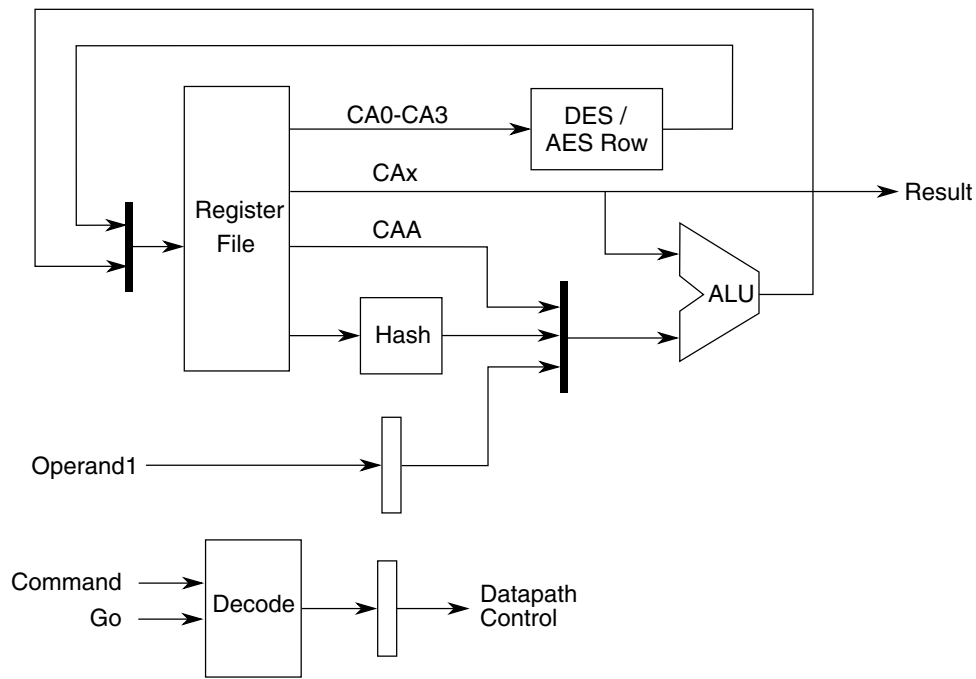 CA0-CA3
DES /
AES Row
CAx
Result
Register
File
CAA
ALU
Hash
Operand1
Command
Go
Decode
Datapath
Control